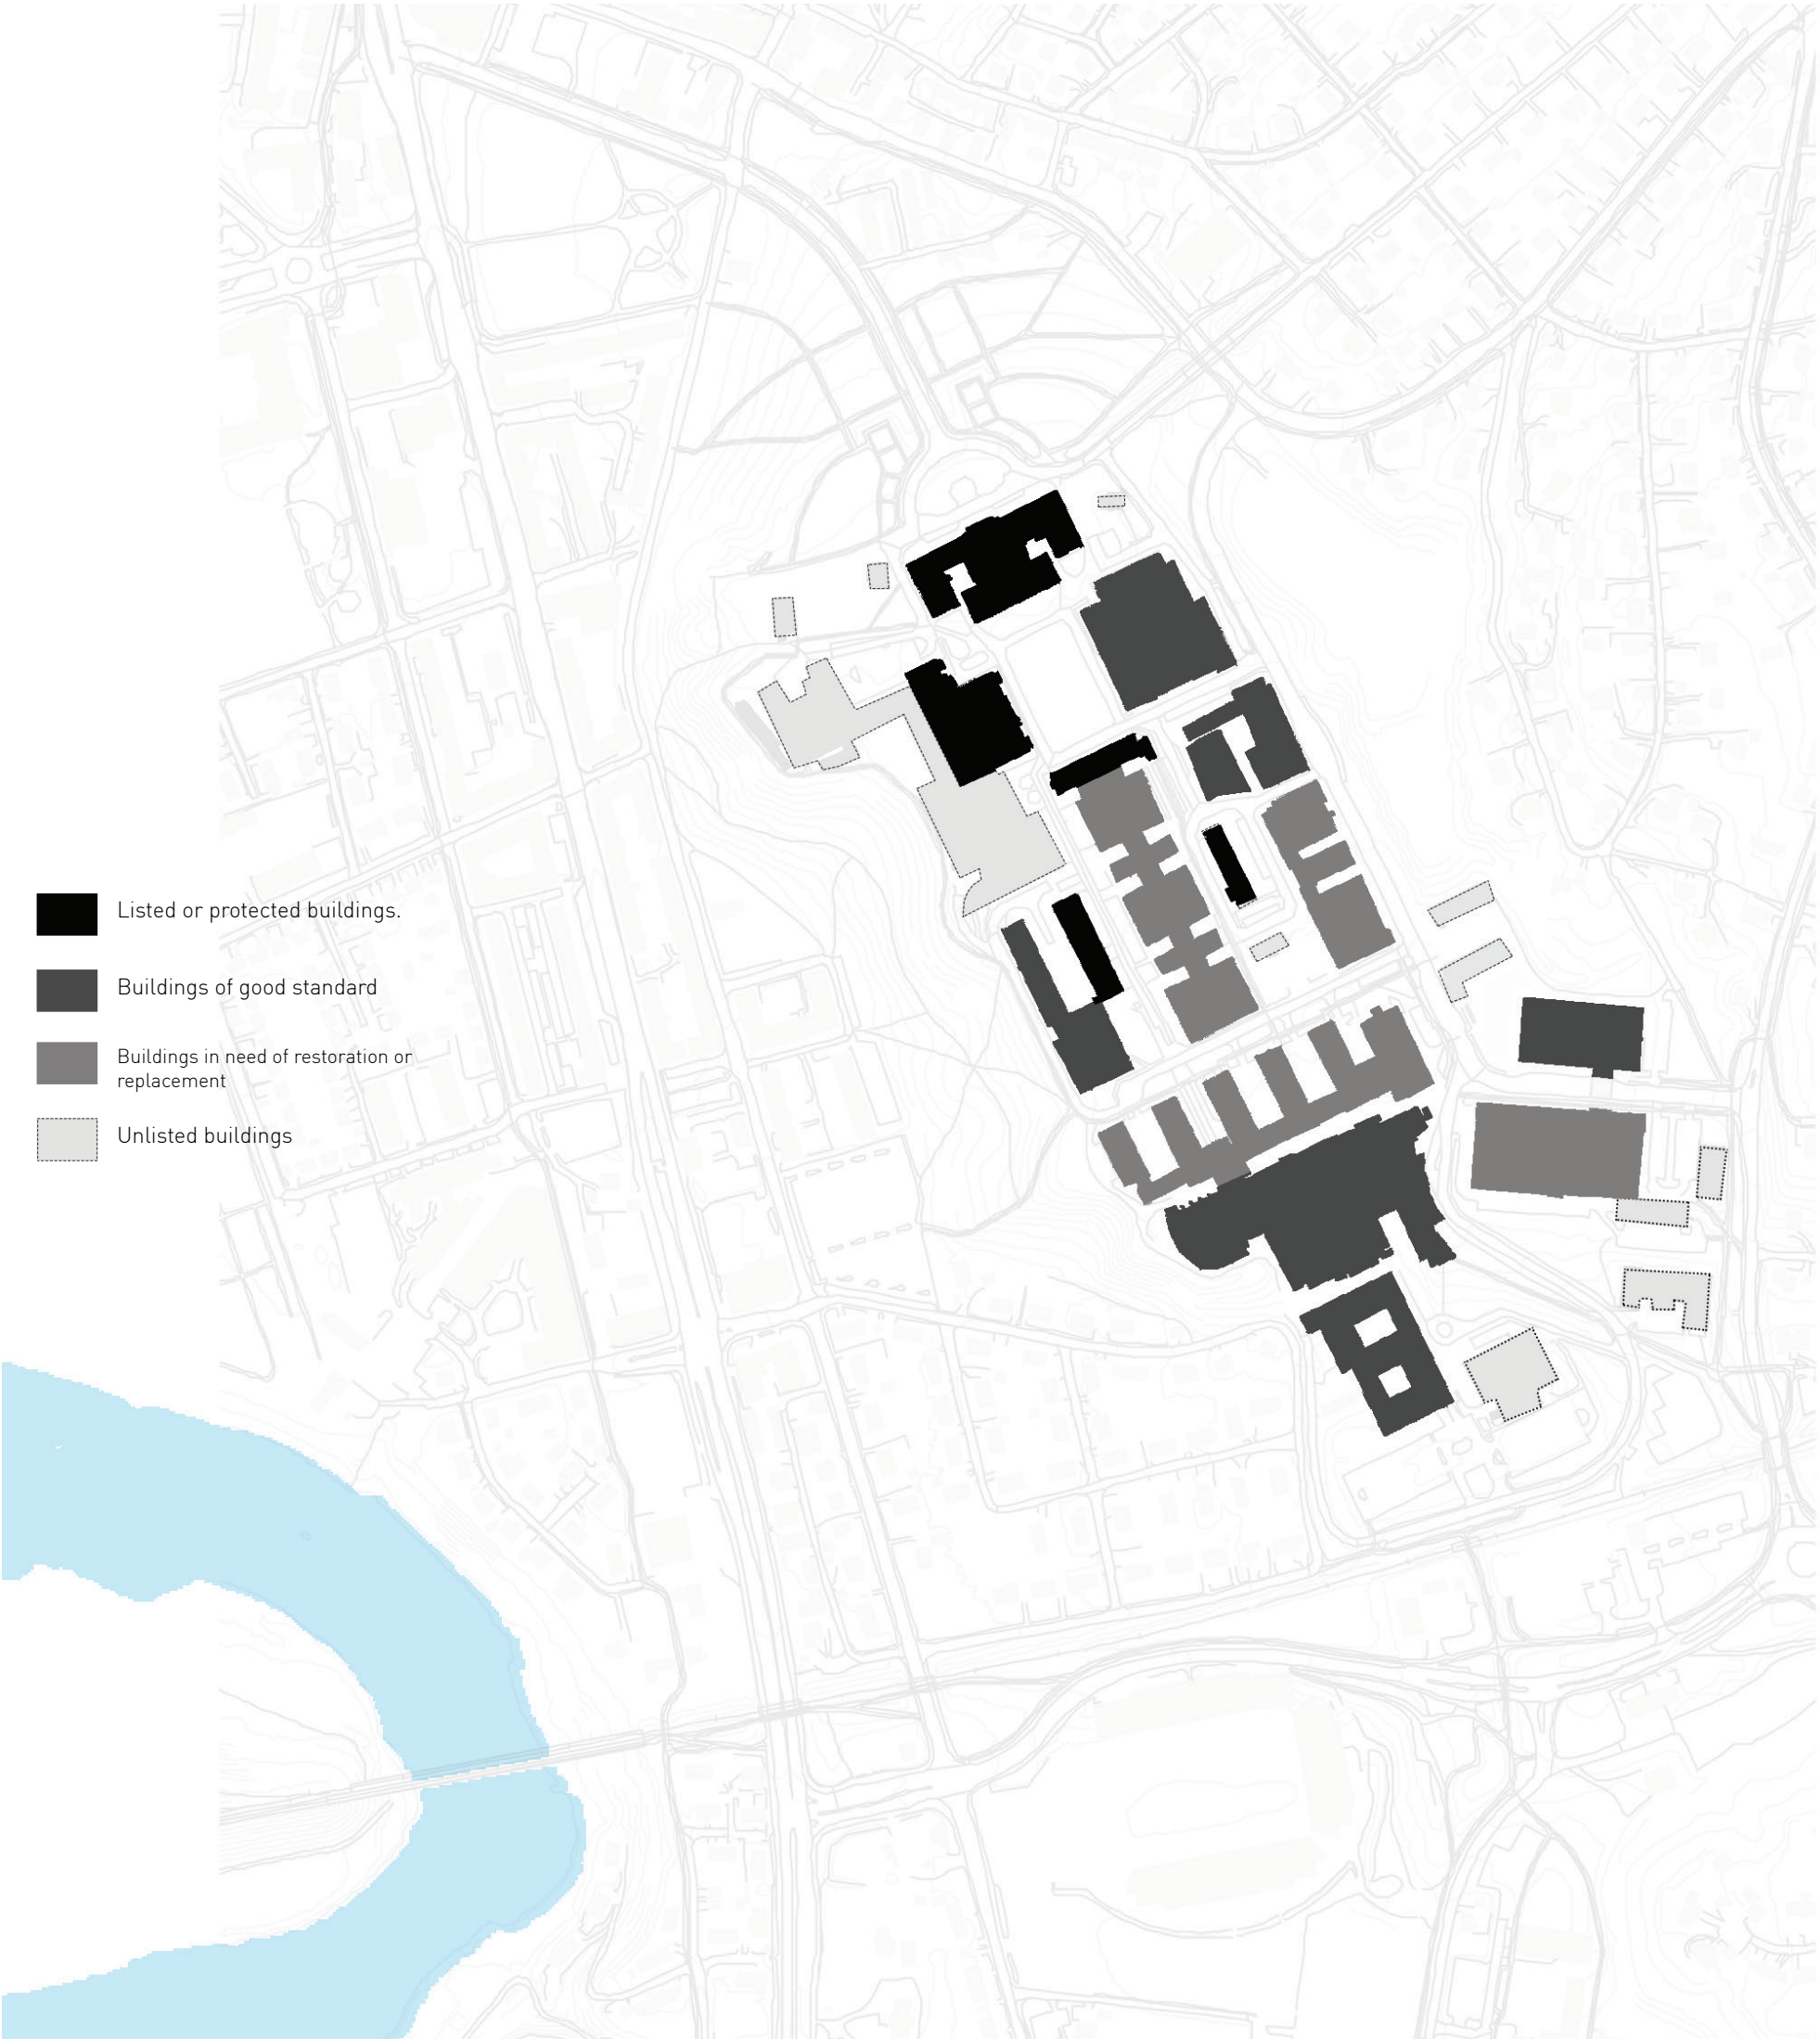 Listed or protected buildings.
Buildings of good standard
Buildings in need of restoration or
replacement
Unlisted buildings